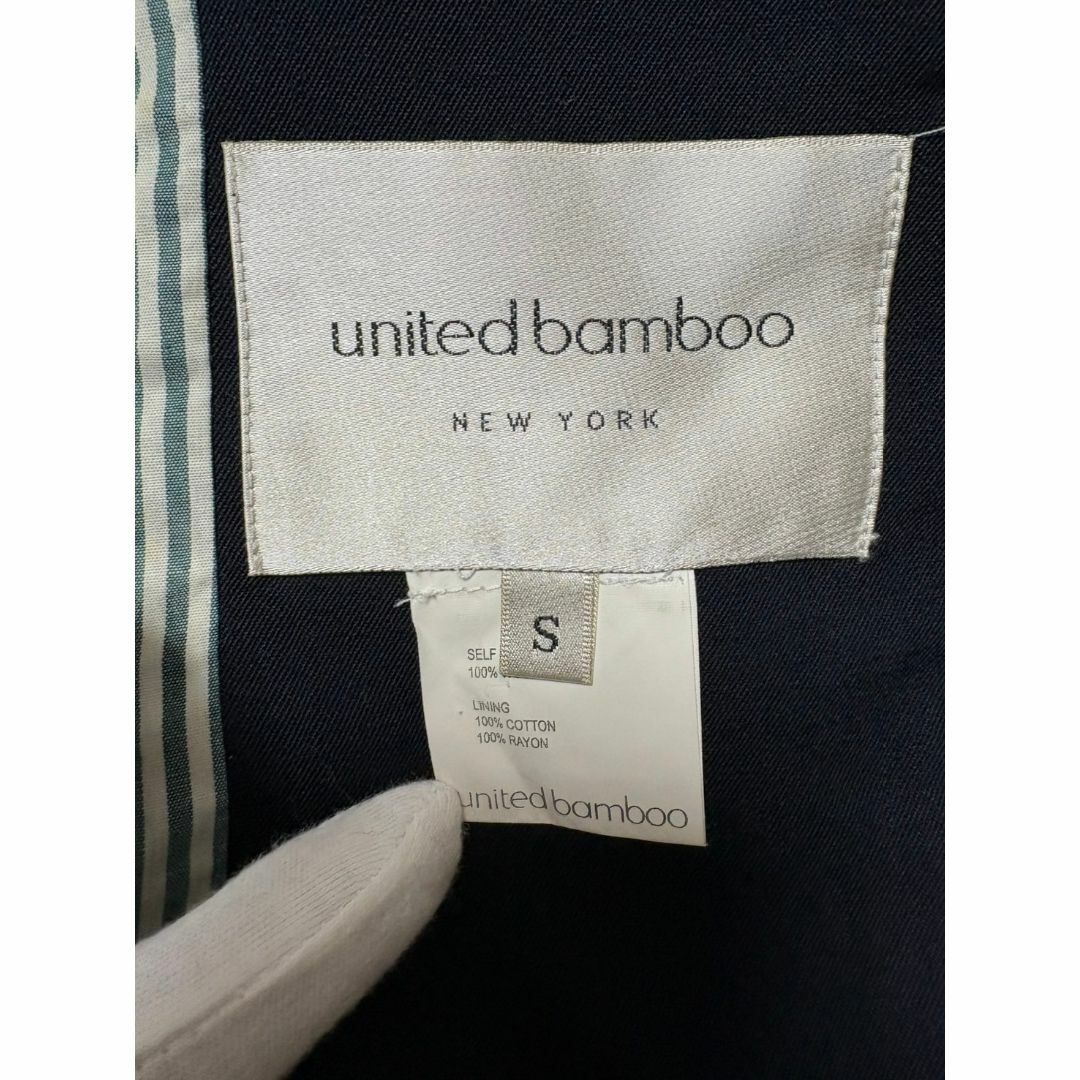 united bamboo
NEW YORK
S
SELF
100%
LINING
100% COTTON
100% RAYON
united bamboo